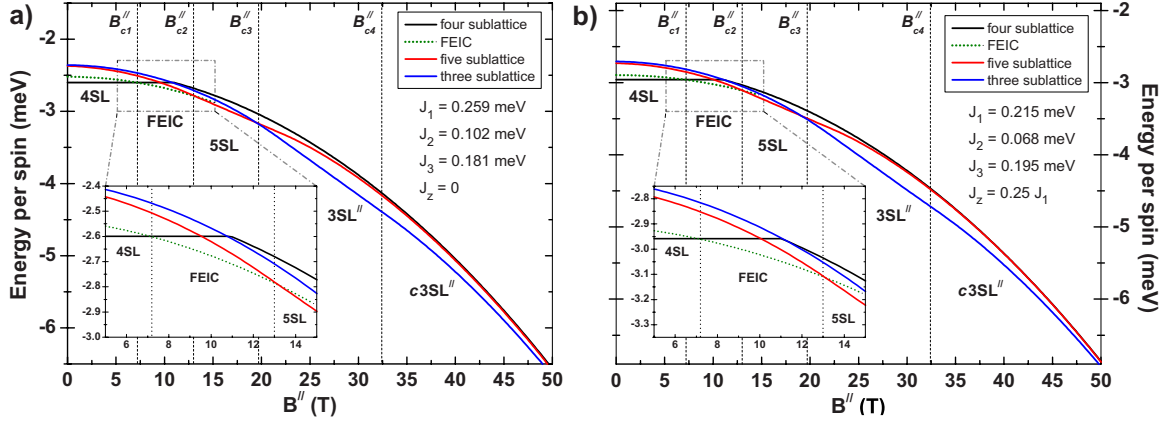 a)
B//c1
B//c2
B//c3
B//c4
four sublattice
FEIC
five sublattice
three sublattice
J1 = 0.259 meV
J2 = 0.102 meV
J3 = 0.181 meV
Jz = 0
4SL
FEIC
5SL
3SL//
c3SL//
Energy per spin (meV)
-2
-3
-4
-5
-6
-2.4
-2.5
-2.6
-2.7
-2.8
-2.9
-3.0
4SL
FEIC
5SL
6 8 10 12 14
0 5 10 15 20 25 30 35 40 45 50
B// (T)
b)
B//c1
B//c2
B//c3
B//c4
four sublattice
FEIC
five sublattice
three sublattice
J1 = 0.215 meV
J2 = 0.068 meV
J3 = 0.195 meV
Jz = 0.25 J1
4SL
FEIC
5SL
3SL//
c3SL//
-2.8
-2.9
-3.0
-3.1
-3.2
-3.3
4SL
FEIC
5SL
6 8 10 12 14
0 5 10 15 20 25 30 35 40 45 50
B// (T)
-2
-3
-4
-5
-6
Energy per spin (meV)